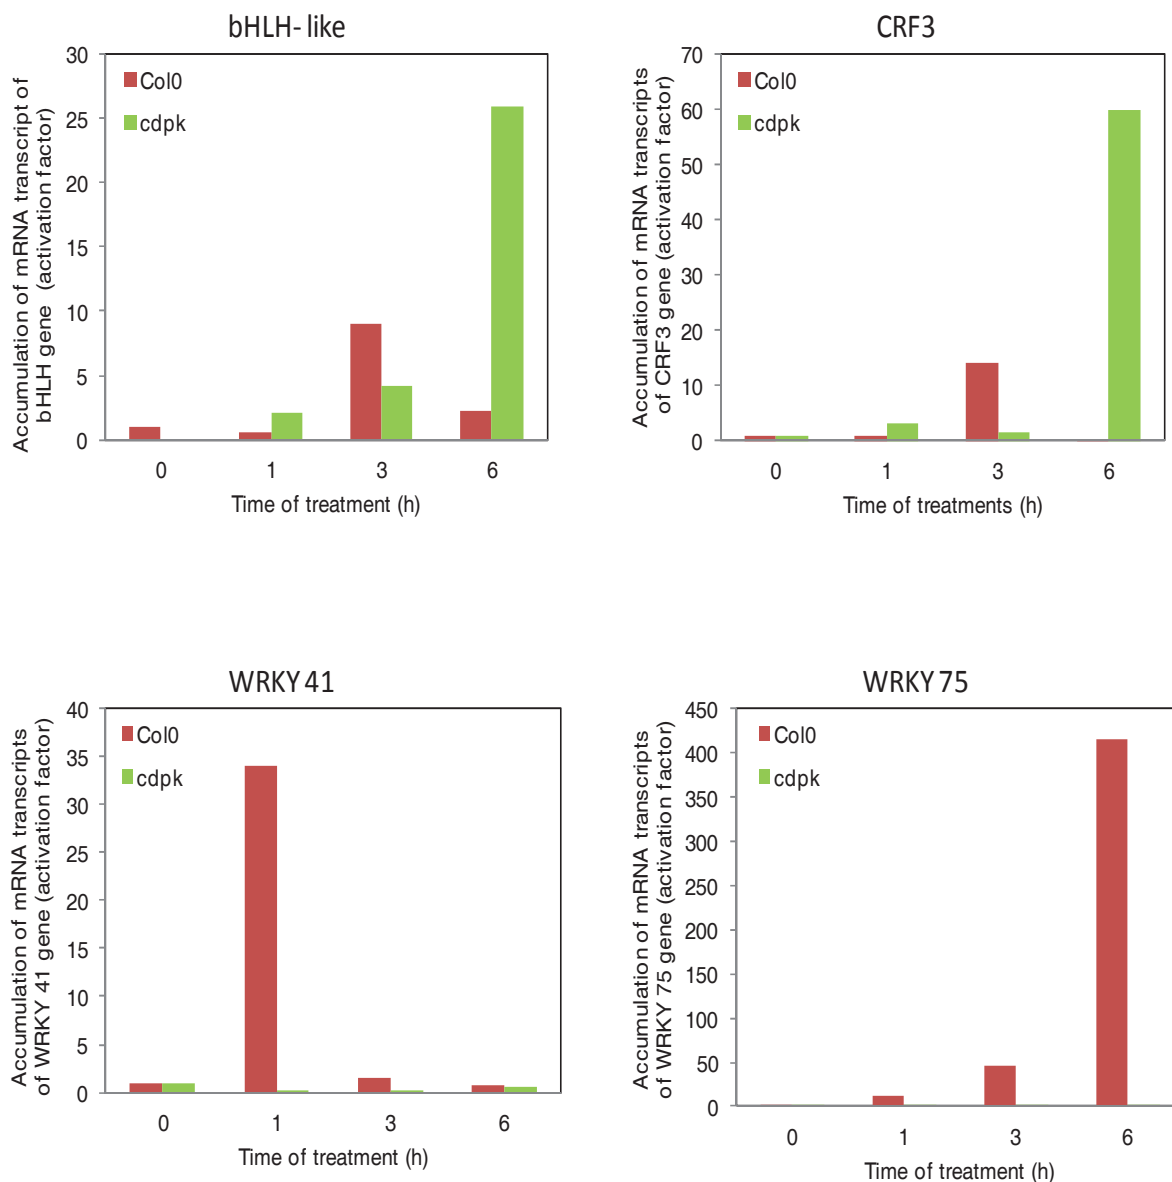 bHLH- like
Accumulation of mRNA transcript of
bHLH gene (activation factor)
30
25
20
15
10
5
0
Col0
cdpk
0 1 3 6
Time of treatment (h)
CRF3
Accumulation of mRNA transcripts
of CRF3 gene (activation factor)
70
60
50
40
30
20
10
0
Col0
cdpk
0 1 3 6
Time of treatments (h)
WRKY 41
Accumulation of mRNA transcripts
of WRKY 41 gene (activation factor)
40
35
30
25
20
15
10
5
0
Col0
cdpk
0 1 3 6
Time of treatment (h)
WRKY 75
Accumulation of mRNA transcripts
of WRKY 75 gene (activation factor)
450
400
350
300
250
200
150
100
50
0
Col0
cdpk
0 1 3 6
Time of treatment (h)